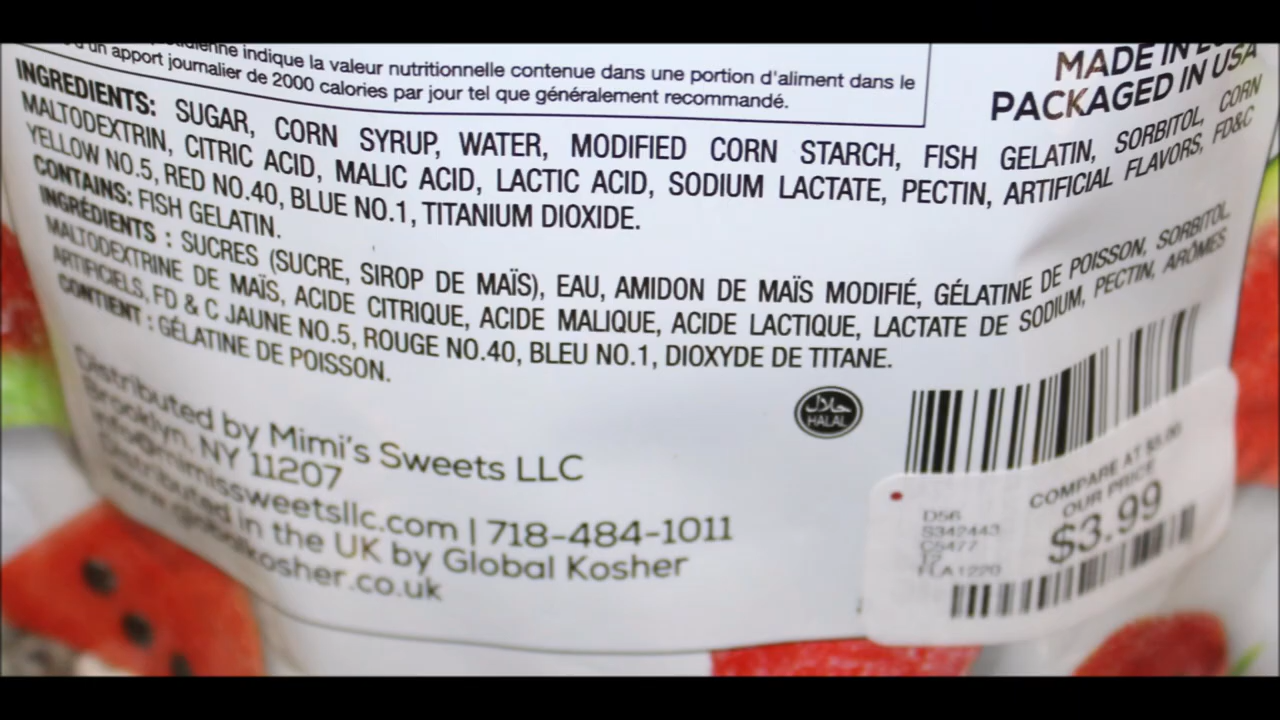 quotidienne indique la valeur nutritionnelle contenue dans une portion d'aliment dans le
d'un apport journalier de 2000 calories par jour tel que généralement recommandé.
MADE IN
PACKAGED IN USA
INGREDIENTS: SUGAR, CORN SYRUP, WATER, MODIFIED CORN STARCH, FISH GELATIN, SORBITOL, CORN
MALTODEXTRIN, CITRIC ACID, MALIC ACID, LACTIC ACID, SODIUM LACTATE, PECTIN, ARTIFICIAL FLAVORS, FD&C
YELLOW NO.5, RED NO.40, BLUE NO.1, TITANIUM DIOXIDE.
CONTAINS: FISH GELATIN.
INGRÉDIENTS : SUCRES (SUCRE, SIROP DE MAÏS), EAU, AMIDON DE MAÏS MODIFIÉ, GÉLATINE DE POISSON, SORBITOL,
MALTODEXTRINE DE MAÏS, ACIDE CITRIQUE, ACIDE MALIQUE, ACIDE LACTIQUE, LACTATE DE SODIUM, PECTIN, ARÔMES
ARTIFICIELS, FD & C JAUNE NO.5, ROUGE NO.40, BLEU NO.1, DIOXYDE DE TITANE.
CONTIENT : GÉLATINE DE POISSON.
حلال
HALAL
Distributed by Mimi's Sweets LLC
Brooklyn, NY 11207
info@mimissweetsllc.com | 718-484-1011
Distributed in the UK by Global Kosher
www.globalkosher.co.uk
COMPARE AT $5.00
OUR PRICE
$3.99
D56
S342443
C5477
FLA1220